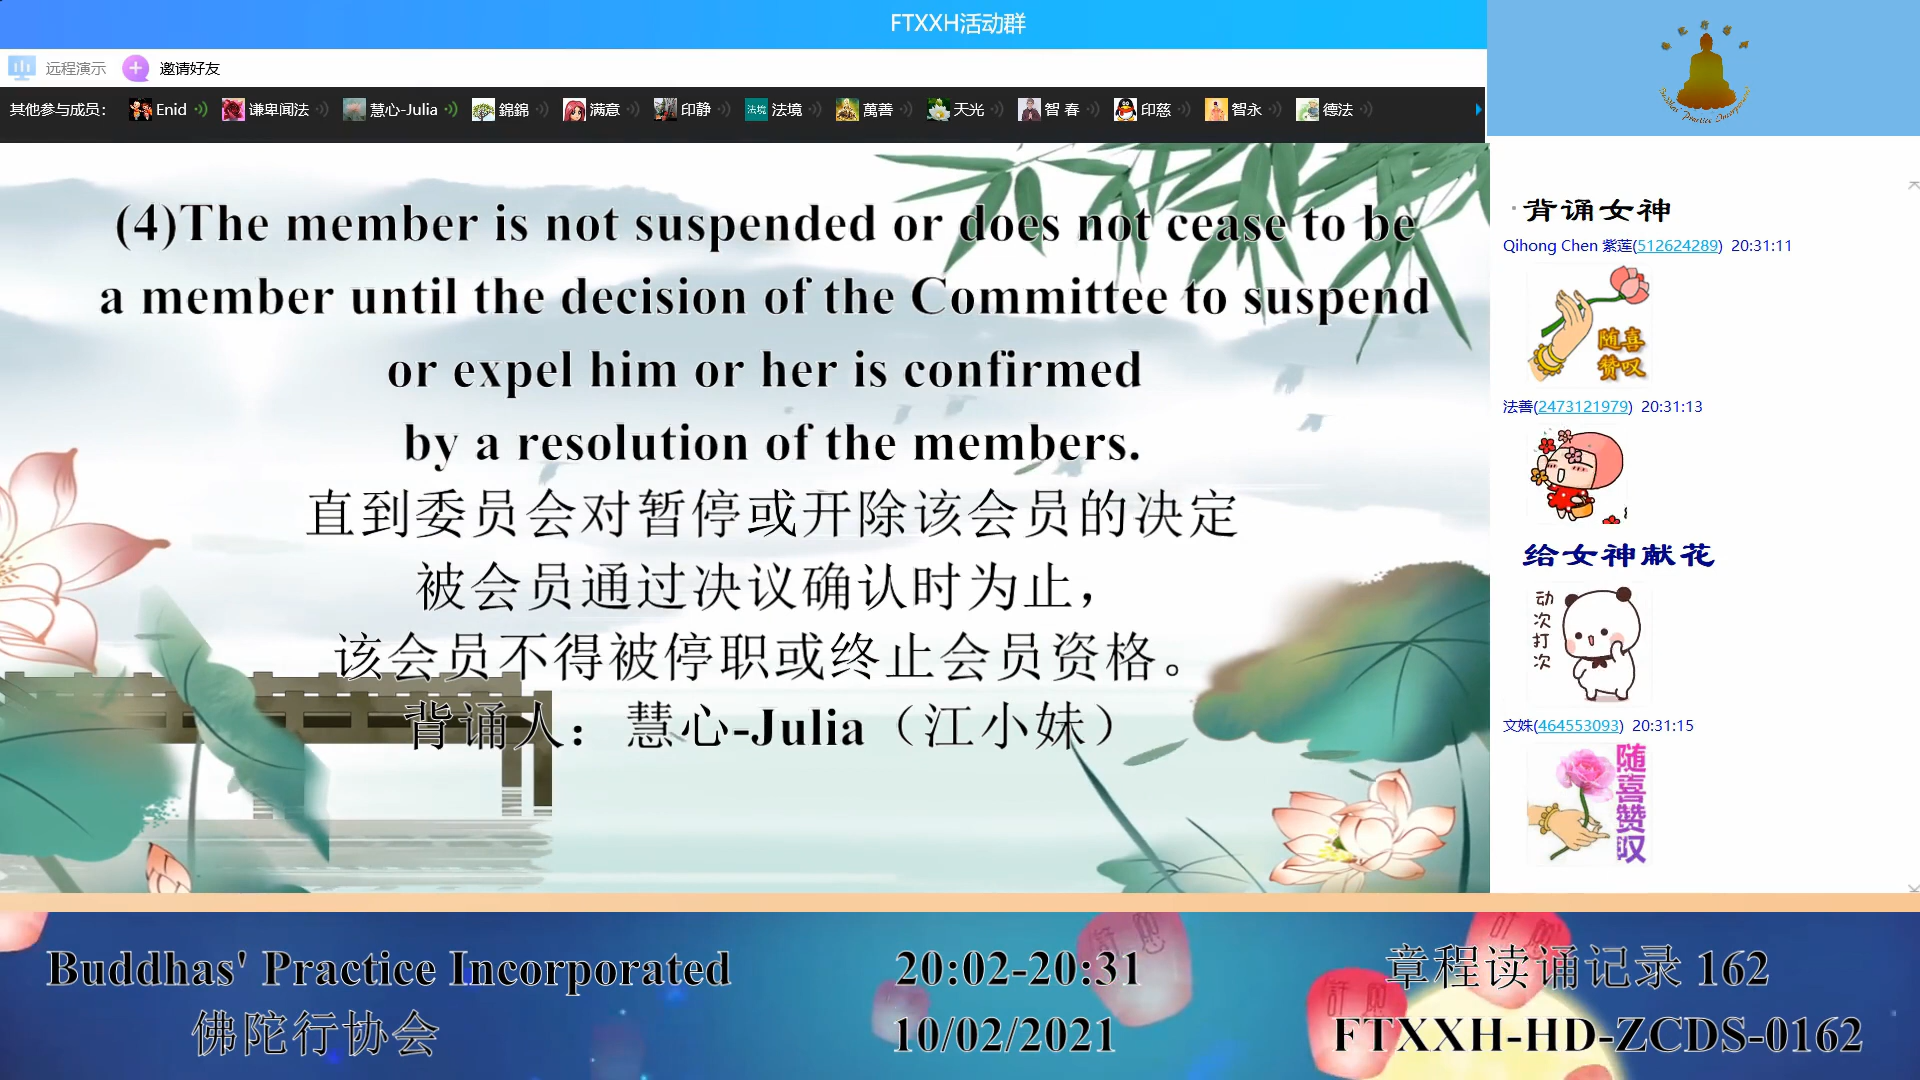 FTXXH活动群
远程演示
邀请好友
其他参与成员： Enid 谦卑闻法 慧心-Julia 錦錦 满意 印静 法境 法境 萬善 天光 智 春 印慈 智永 德法
(4)The member is not suspended or does not cease to be
a member until the decision of the Committee to suspend
or expel him or her is confirmed
by a resolution of the members.
直到委员会对暂停或开除该会员的决定
被会员通过决议确认时为止，
该会员不得被停职或终止会员资格。
背诵人： 慧心-Julia（江小妹）
背诵女神
Qihong Chen 紫莲(512624289) 20:31:11
随喜
赞叹
法善(2473121979) 20:31:13
给女神献花
动次打次
文姝(464553093) 20:31:15
随喜赞叹
Buddhas' Practice Incorporated
佛陀行协会
20:02-20:31
10/02/2021
章程读诵记录 162
FTXXH-HD-ZCDS-0162